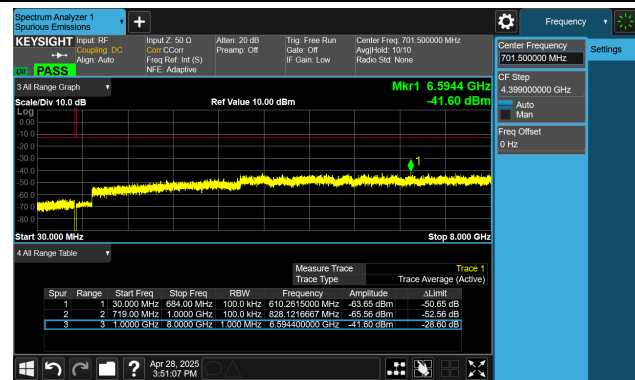 Spectrum Analyzer 1
Spurious Emissions
Frequency
KEYSIGHT Input: RF Input Z: 50 Ω Atten: 20 dB Trig: Free Run Center Freq: 701.500000 MHz
Coupling: DC Corr CCorr Preamp: Off Gate: Off Avg|Hold: 10/10
Align: Auto Freq Ref: Int (S) IF Gain: Low Radio Std: None
NFE: Adaptive
LXI PASS
Center Frequency
701.500000 MHz
Settings
CF Step
4.399000000 GHz
Auto
Man
Freq Offset
0 Hz
3 All Range Graph
Mkr1 6.5944 GHz
Scale/Div 10.0 dB Ref Value 10.00 dBm -41.60 dBm
Log
0.00
-10.0
-20.0
-30.0
-40.0
-50.0
-60.0
-70.0
-80.0
1
Start 30.000 MHz Stop 8.000 GHz
4 All Range Table
Measure Trace Trace 1
Trace Type Trace Average (Active)
Spur Range Start Freq Stop Freq RBW Frequency Amplitude ΔLimit
1 1 30.000 MHz 684.00 MHz 100.0 kHz 610.2615000 MHz -63.65 dBm -50.65 dB
2 2 719.00 MHz 1.0000 GHz 100.0 kHz 828.1216667 MHz -65.56 dBm -52.56 dB
3 3 1.0000 GHz 8.0000 GHz 1.000 MHz 6.594400000 GHz -41.60 dBm -28.60 dB
Apr 28, 2025
3:51:07 PM